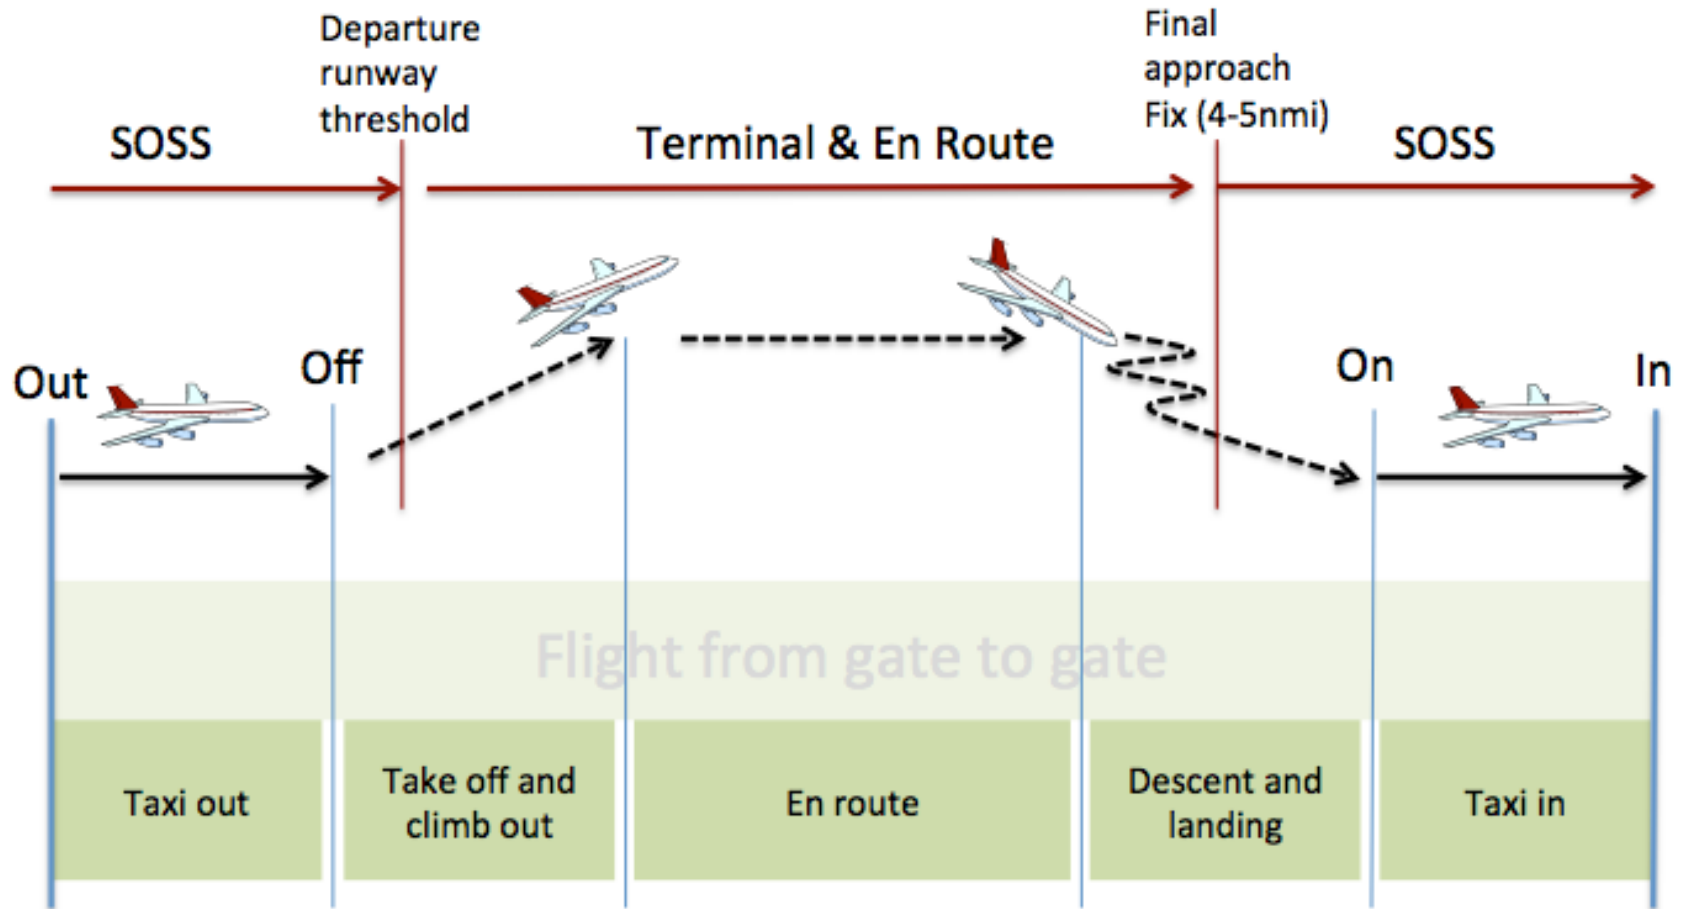 Departure
runway
threshold
Final
approach
Fix (4-5nmi)
SOSS
Terminal & En Route
SOSS
Out
Off
On
In
Flight from gate to gate
Taxi out
Take off and
climb out
En route
Descent and
landing
Taxi in